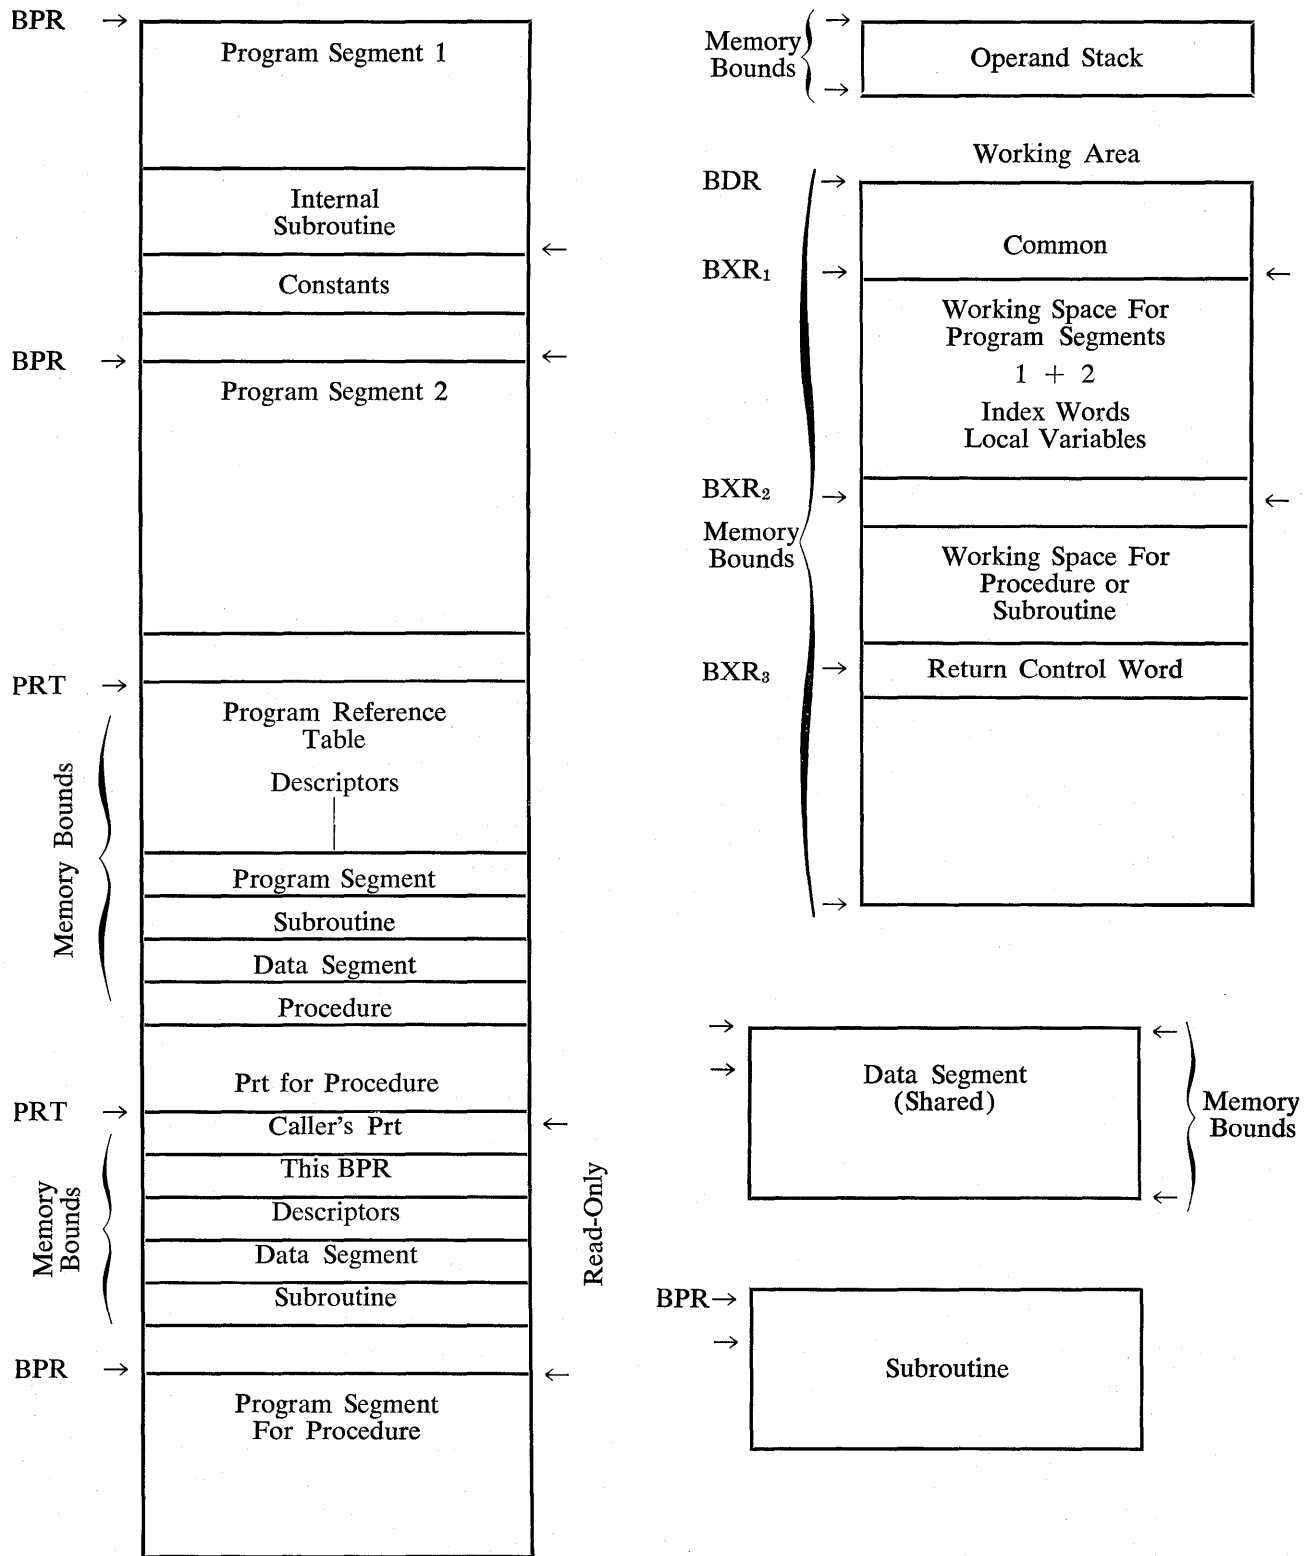 BPR →
Program Segment 1
Internal
Subroutine
←
Constants
BPR →
←
Program Segment 2
PRT →
Program Reference
Table
Descriptors
Memory Bounds
Program Segment
Subroutine
Data Segment
Procedure
Prt for Procedure
PRT →
Caller's Prt
←
This BPR
Descriptors
Data Segment
Subroutine
Memory
Bounds
Read-Only
BPR →
←
Program Segment
For Procedure
Memory
Bounds
→
→
Operand Stack
Working Area
BDR →
Common
BXR₁ →
←
Working Space For
Program Segments
1 + 2
Index Words
Local Variables
BXR₂ →
←
Memory
Bounds
Working Space For
Procedure or
Subroutine
BXR₃ →
Return Control Word
→
→
←
→
Data Segment
(Shared)
←
Memory
Bounds
BPR→
→
Subroutine